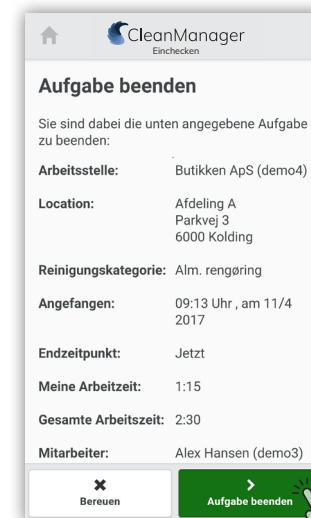 CleanManager
Einchecken
Aufgabe beenden
Sie sind dabei die unten angegebene Aufgabe
zu beenden:
Arbeitsstelle: Butikken ApS (demo4)
Location: Afdeling A
Parkvej 3
6000 Kolding
Reinigungskategorie: Alm. rengøring
Angefangen: 09:13 Uhr , am 11/4
2017
Endzeitpunkt: Jetzt
Meine Arbeitzeit: 1:15
Gesamte Arbeitszeit: 2:30
Mitarbeiter: Alex Hansen (demo3)
Bereuen
Aufgabe beenden